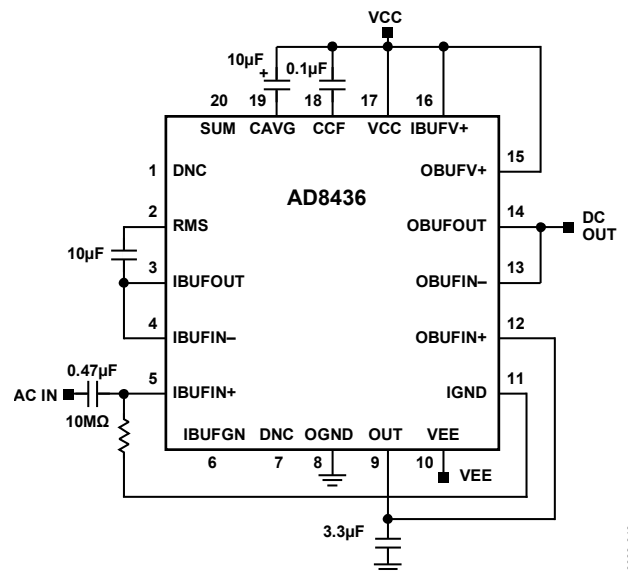 VCC
10µF
+
0.1µF
20 19 18 17 16
SUM CAVG CCF VCC IBUFV+
AD8436
1 DNC
2 RMS
10µF
3 IBUFOUT
4 IBUFIN–
0.47µF
AC IN
5 IBUFIN+
10MΩ
OBUFV+ 15
OBUFOUT 14
DC
OUT
OBUFIN– 13
OBUFIN+ 12
IGND 11
IBUFGN DNC OGND OUT VEE
6 7 8 9 10
VEE
3.3µF